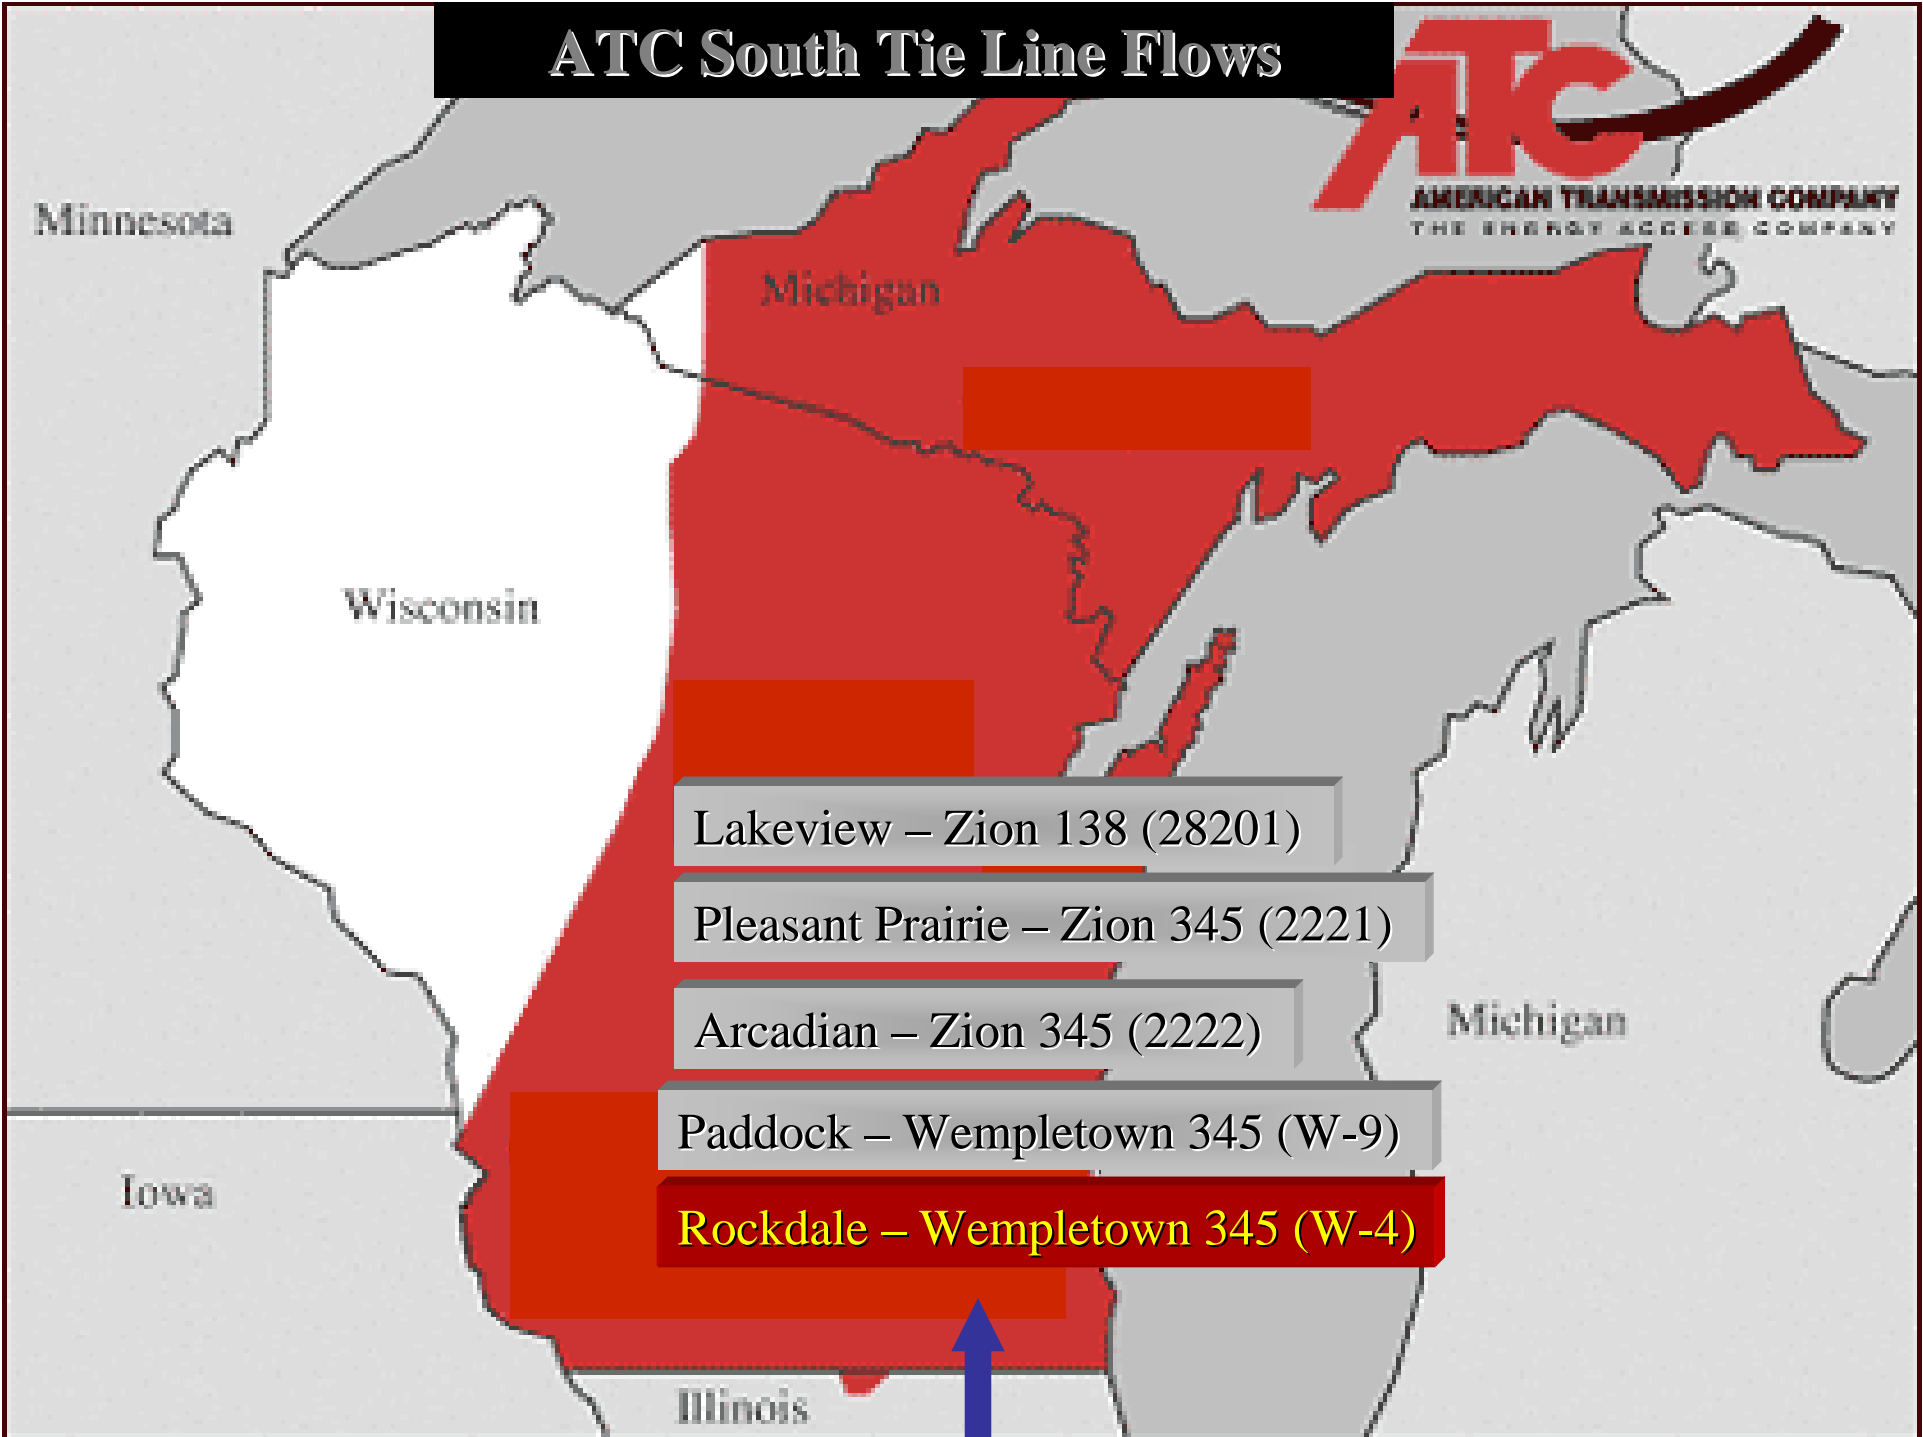 ATC South Tie Line Flows
ATC
AMERICAN TRANSMISSION COMPANY
THE ENERGY ACCESS COMPANY
Minnesota
Michigan
Wisconsin
Lakeview – Zion 138 (28201)
Pleasant Prairie – Zion 345 (2221)
Arcadian – Zion 345 (2222)
Michigan
Paddock – Wempletown 345 (W-9)
Iowa
Rockdale – Wempletown 345 (W-4)
Illinois